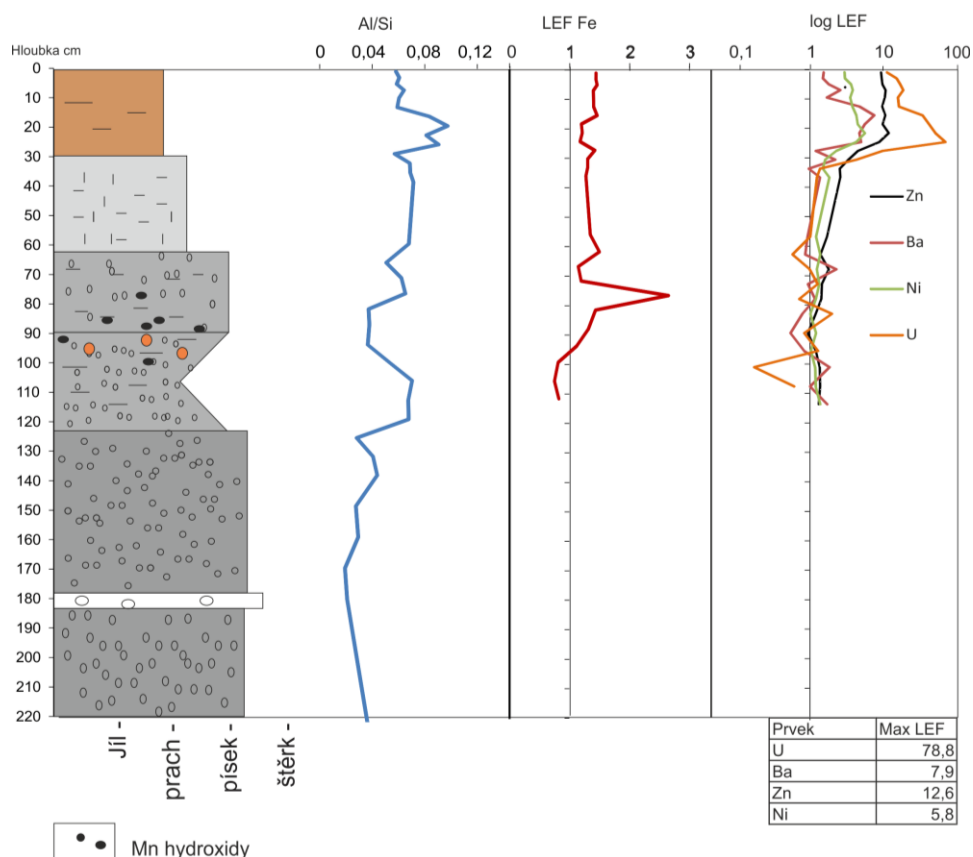 Al/Si
LEF Fe
log LEF
Hloubka cm
0
0,04
0,08
0,12
0
1
2
3
0,1
1
10
100
0
10
20
30
40
50
60
70
80
90
100
110
120
130
140
150
160
170
180
190
200
210
220
Zn
Ba
Ni
U
Jíl -
prach -
písek -
štěrk -
Prvek Max LEF
U 78,8
Ba 7,9
Zn 12,6
Ni 5,8
Mn hydroxidy